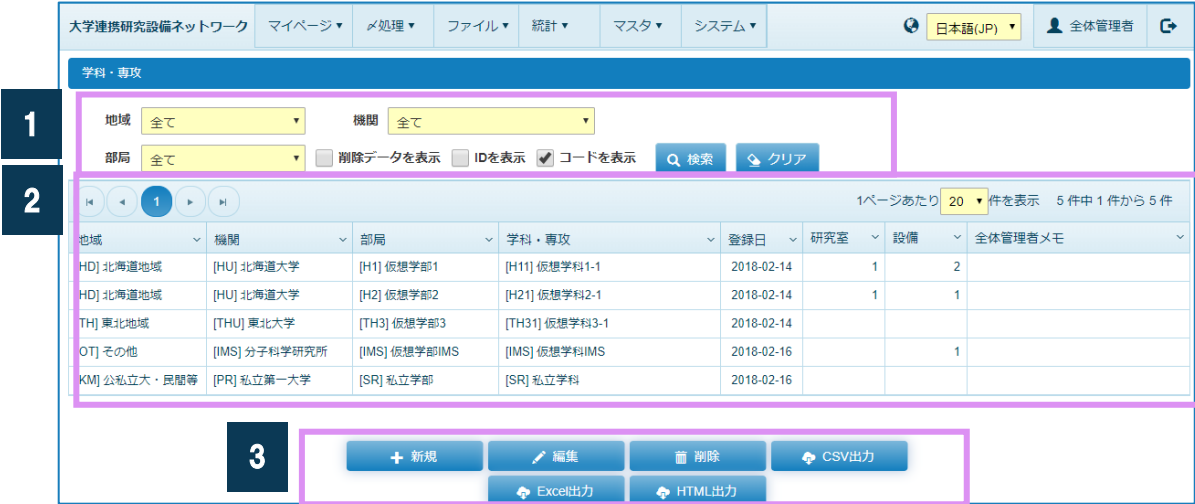 大学連携研究設備ネットワーク マイページ▼ 〆処理▼ ファイル▼ 統計▼ マスタ▼ システム▼ 日本語(JP) ▼ 全体管理者
学科・専攻
1
地域 全て ▼ 機関 全て ▼
部局 全て ▼ 削除データを表示 IDを表示 コードを表示 検索 クリア
2
1 1ページあたり 20 ▼ 件を表示 5 件中 1 件から 5 件
地域 機関 部局 学科・専攻 登録日 研究室 設備 全体管理者メモ
HD] 北海道地域 [HU] 北海道大学 [H1] 仮想学部1 [H11] 仮想学科1-1 2018-02-14 1 2
HD] 北海道地域 [HU] 北海道大学 [H2] 仮想学部2 [H21] 仮想学科2-1 2018-02-14 1 1
TH] 東北地域 [THU] 東北大学 [TH3] 仮想学部3 [TH31] 仮想学科3-1 2018-02-14
OT] その他 [IMS] 分子科学研究所 [IMS] 仮想学部IMS [IMS] 仮想学科IMS 2018-02-16 1
KM] 公私立大・民間等 [PR] 私立第一大学 [SR] 私立学部 [SR] 私立学科 2018-02-16
3
新規 編集 削除 CSV出力
Excel出力 HTML出力